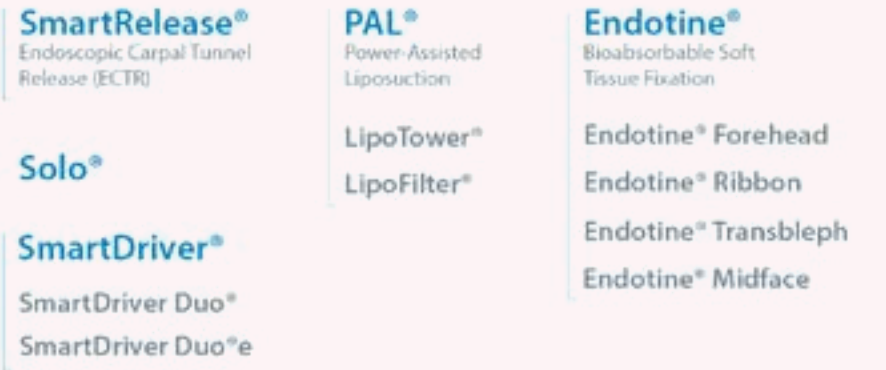 SmartRelease®
Endoscopic Carpal Tunnel
Release (ECTR)
Solo®
SmartDriver®
SmartDriver Duo®
SmartDriver Duo®e
PAL®
Power-Assisted
Liposuction
LipoTower®
LipoFilter®
Endotine®
Bioabsorbable Soft
Tissue Fixation
Endotine® Forehead
Endotine® Ribbon
Endotine® Transbleph
Endotine® Midface